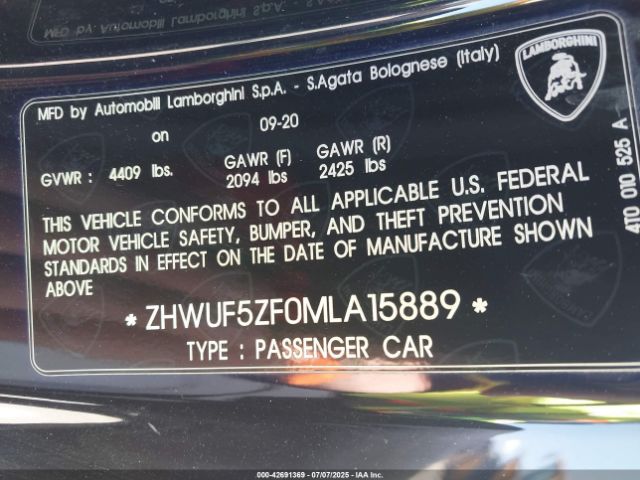 MFD by Automobili Lamborghini S.p.A. - S.Agata Bolognese (Italy)
on 09-20
GVWR : 4409 lbs. GAWR (F) 2094 lbs GAWR (R) 2425 lbs
THIS VEHICLE CONFORMS TO ALL APPLICABLE U.S. FEDERAL
MOTOR VEHICLE SAFETY, BUMPER, AND THEFT PREVENTION
STANDARDS IN EFFECT ON THE DATE OF MANUFACTURE SHOWN
ABOVE
* ZHWUF5ZF0MLA15889 *
TYPE : PASSENGER CAR
LAMBORGHINI
4T0 010 525 A
000-42691369 - 07/07/2025 - IAA Inc.